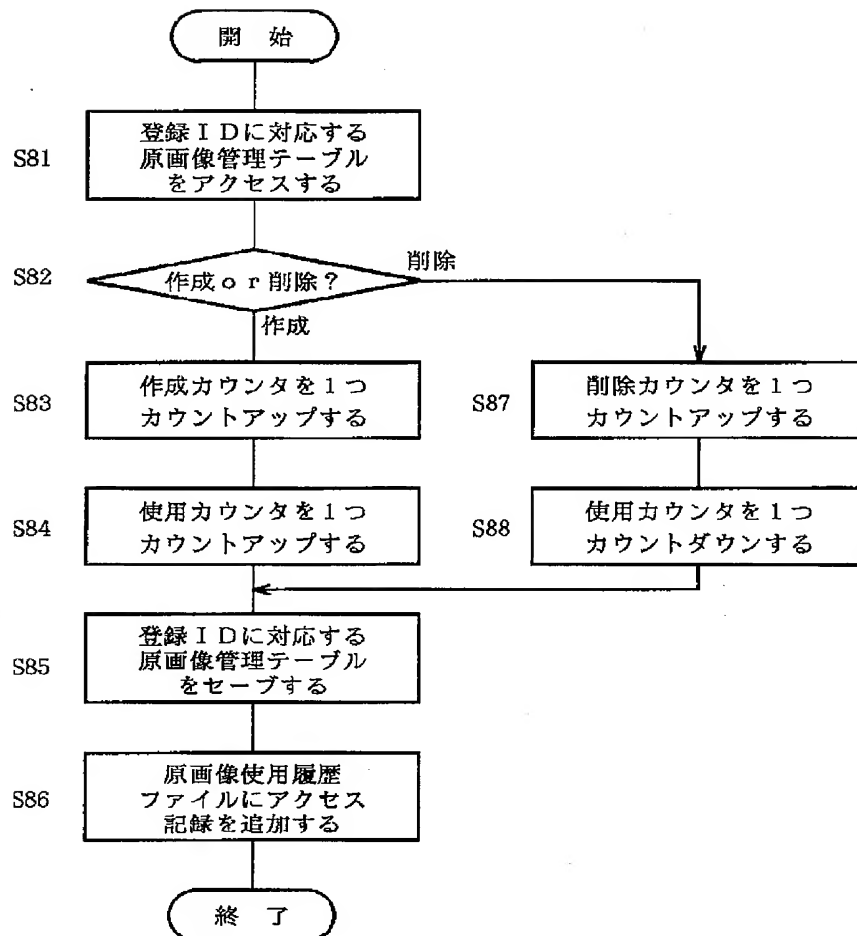 開 始
S81
登録IDに対応する
原画像管理テーブル
をアクセスする
S82
作成or削除?
削除
作成
S83
作成カウンタを1つ
カウントアップする
S87
削除カウンタを1つ
カウントアップする
S84
使用カウンタを1つ
カウントアップする
S88
使用カウンタを1つ
カウントダウンする
S85
登録IDに対応する
原画像管理テーブル
をセーブする
S86
原画像使用履歴
ファイルにアクセス
記録を追加する
終 了